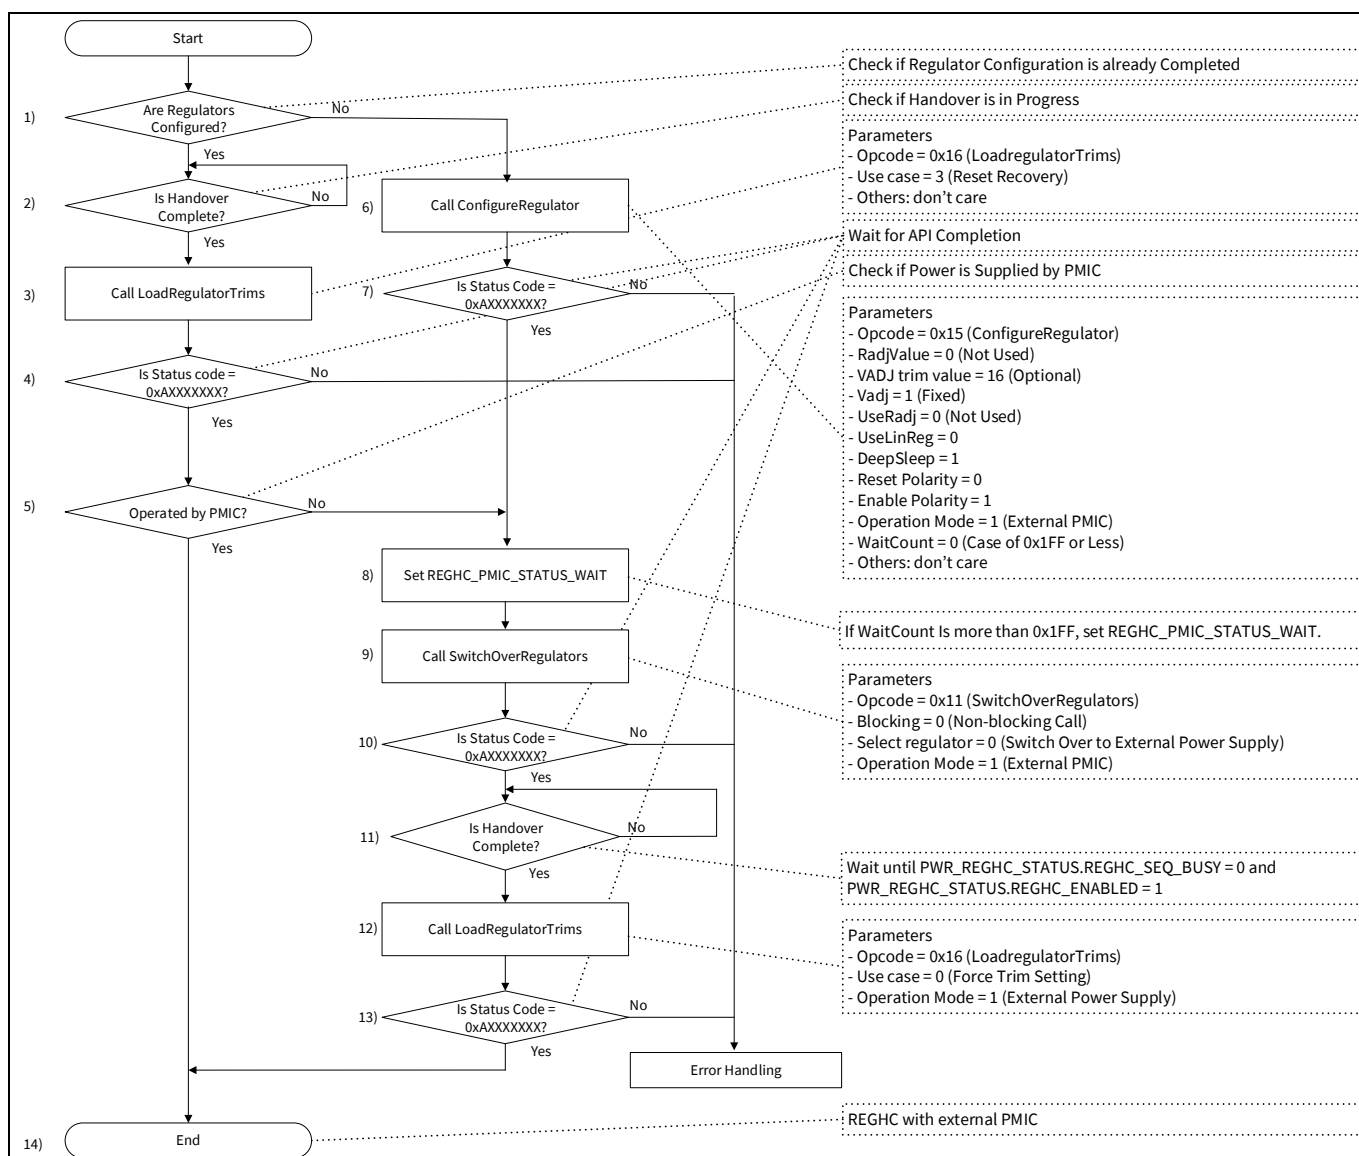 Start
1)
Are Regulators
Configured?
No
Yes
2)
Is Handover
Complete?
No
Yes
3)
Call LoadRegulatorTrims
4)
Is Status code =
0xAXXXXXXX?
No
Yes
5)
Operated by PMIC?
No
Yes
6)
Call ConfigureRegulator
7)
Is Status Code =
0xAXXXXXXX?
No
Yes
8)
Set REGHC_PMIC_STATUS_WAIT
9)
Call SwitchOverRegulators
10)
Is Status Code =
0xAXXXXXXX?
No
Yes
11)
Is Handover
Complete?
No
Yes
12)
Call LoadRegulatorTrims
13)
Is Status Code =
0xAXXXXXXX?
No
Yes
Error Handling
14)
End
Check if Regulator Configuration is already Completed
Check if Handover is in Progress
Parameters
- Opcode = 0x16 (LoadregulatorTrims)
- Use case = 3 (Reset Recovery)
- Others: don't care
Wait for API Completion
Check if Power is Supplied by PMIC
Parameters
- Opcode = 0x15 (ConfigureRegulator)
- RadjValue = 0 (Not Used)
- VADJ trim value = 16 (Optional)
- Vadj = 1 (Fixed)
- UseRadj = 0 (Not Used)
- UseLinReg = 0
- DeepSleep = 1
- Reset Polarity = 0
- Enable Polarity = 1
- Operation Mode = 1 (External PMIC)
- WaitCount = 0 (Case of 0x1FF or Less)
- Others: don't care
If WaitCount Is more than 0x1FF, set REGHC_PMIC_STATUS_WAIT.
Parameters
- Opcode = 0x11 (SwitchOverRegulators)
- Blocking = 0 (Non-blocking Call)
- Select regulator = 0 (Switch Over to External Power Supply)
- Operation Mode = 1 (External PMIC)
Wait until PWR_REGHC_STATUS.REGHC_SEQ_BUSY = 0 and
PWR_REGHC_STATUS.REGHC_ENABLED = 1
Parameters
- Opcode = 0x16 (LoadregulatorTrims)
- Use case = 0 (Force Trim Setting)
- Operation Mode = 1 (External Power Supply)
REGHC with external PMIC